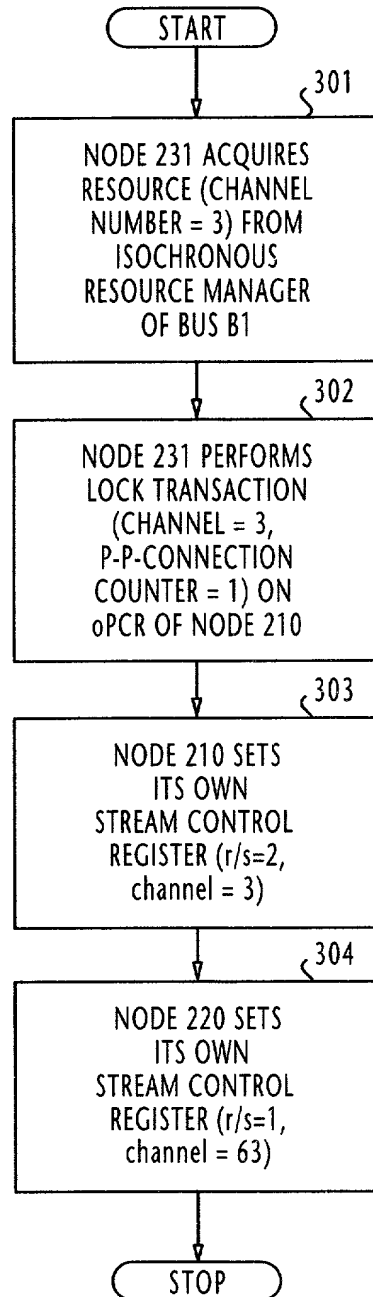 START
301
NODE 231 ACQUIRES
RESOURCE (CHANNEL
NUMBER = 3) FROM
ISOCHRONOUS
RESOURCE MANAGER
OF BUS B1
302
NODE 231 PERFORMS
LOCK TRANSACTION
(CHANNEL = 3,
P-P-CONNECTION
COUNTER = 1) ON
oPCR OF NODE 210
303
NODE 210 SETS
ITS OWN
STREAM CONTROL
REGISTER (r/s=2,
channel = 3)
304
NODE 220 SETS
ITS OWN
STREAM CONTROL
REGISTER (r/s=1,
channel = 63)
STOP